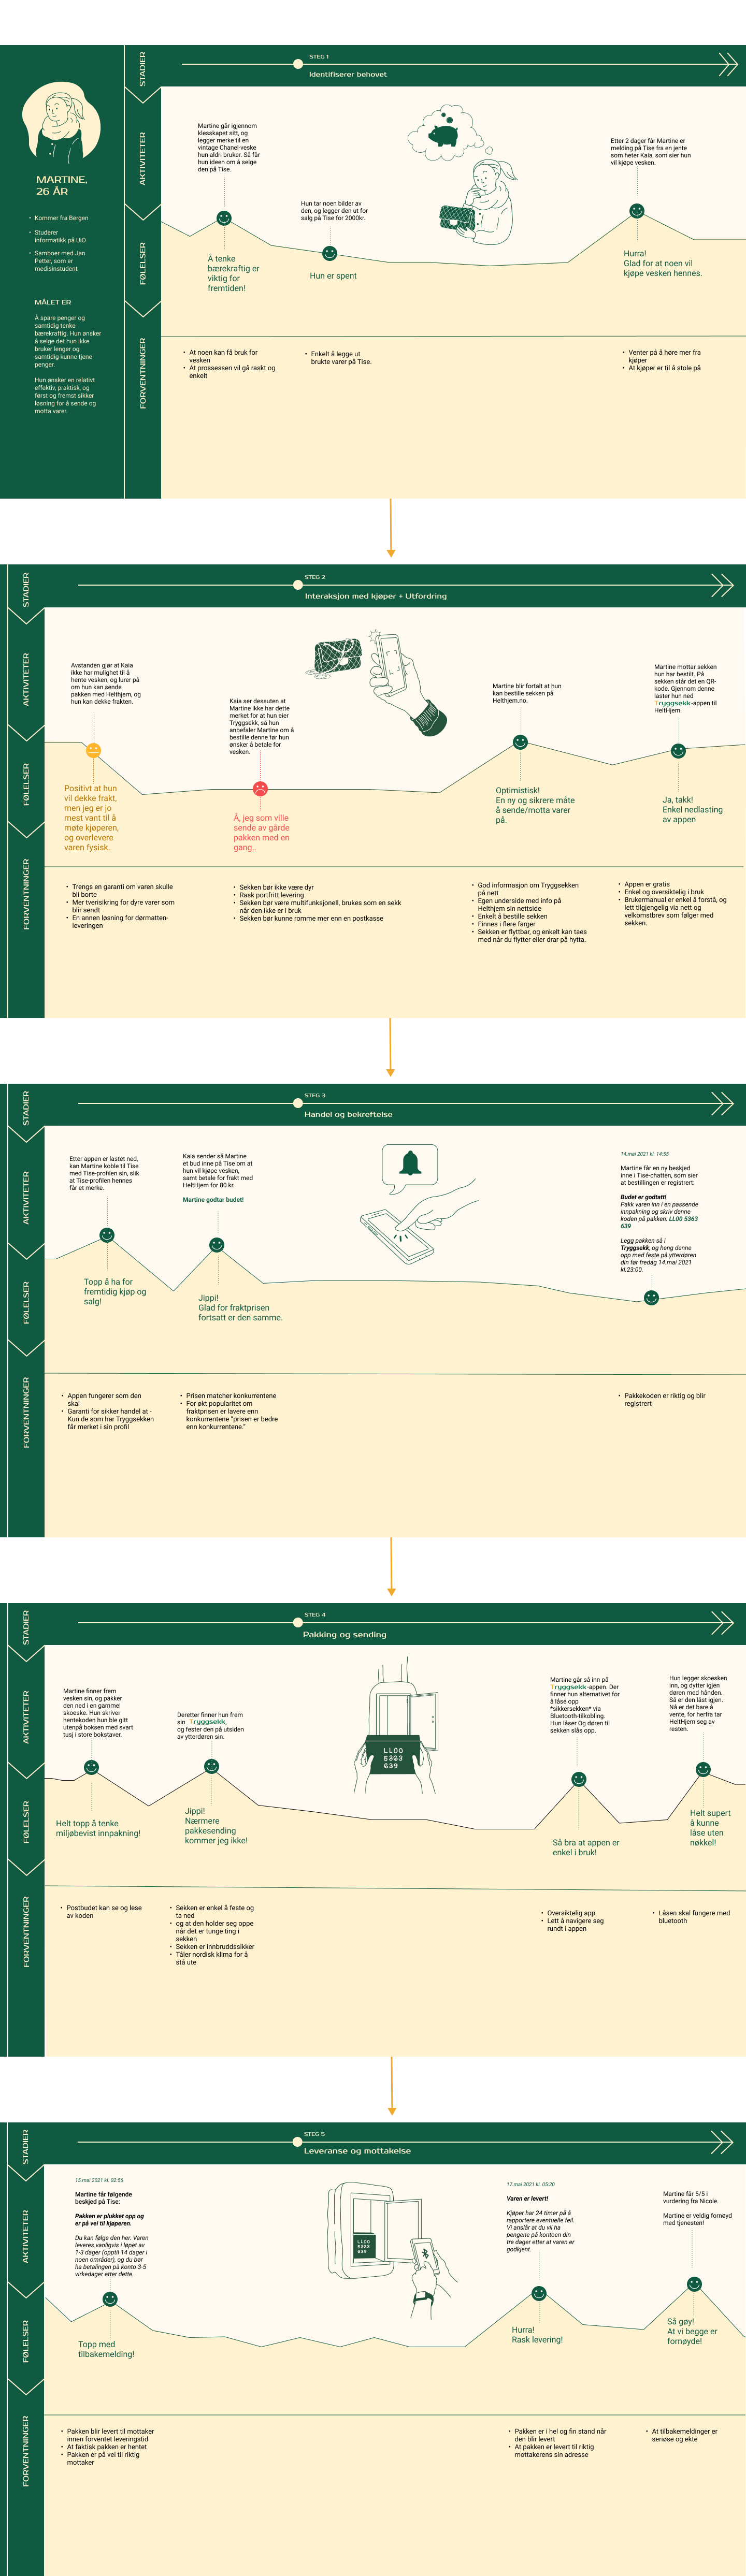 MARTINE,
26 ÅR
• Kommer fra Bergen
• Studerer
informatikk på UiO
• Samboer med Jan
Petter, som er
medisinstudent
MÅLET ER
Å spare penger og
samtidig tenke
bærekraftig. Hun ønsker
å selge det hun ikke
bruker lenger og
samtidig kunne tjene
penger.
Hun ønsker en relativt
effektiv, praktisk, og
først og fremst sikker
løsning for å sende og
motta varer.
STADIER
STEG 1
Identifiserer behovet
AKTIVITETER
Martine går igjennom
klesskapet sitt, og
legger merke til en
vintage Chanel-veske
hun aldri bruker. Så får
hun ideen om å selge
den på Tise.
Hun tar noen bilder av
den, og legger den ut for
salg på Tise for 2000kr.
Etter 2 dager får Martine er
melding på Tise fra en jente
som heter Kaia, som sier hun
vil kjøpe vesken.
FØLELSER
Å tenke
bærekraftig er
viktig for
fremtiden!
Hun er spent
Hurra!
Glad for at noen vil
kjøpe vesken hennes.
FORVENTNINGER
• At noen kan få bruk for
vesken
• At prossessen vil gå raskt og
enkelt
• Enkelt å legge ut
brukte varer på Tise.
• Venter på å høre mer fra
kjøper
• At kjøper er til å stole på
STADIER
STEG 2
Interaksjon med kjøper + Utfordring
AKTIVITETER
Avstanden gjør at Kaia
ikke har mulighet til å
hente vesken, og lurer på
om hun kan sende
pakken med Helthjem, og
hun kan dekke frakten.
Kaia ser dessuten at
Martine ikke har dette
merket for at hun eier
Tryggsekk, så hun
anbefaler Martine om å
bestille denne før hun
ønsker å betale for
vesken.
Martine blir fortalt at hun
kan bestille sekken på
Helthjem.no.
Martine mottar sekken
hun har bestilt. På
sekken står det en QR-
kode. Gjennom denne
laster hun ned
Tryggsekk-appen til
HeltHjem.
FØLELSER
Positivt at hun
vil dekke frakt,
men jeg er jo
mest vant til å
møte kjøperen,
og overlevere
varen fysisk.
Å, jeg som ville
sende av gårde
pakken med en
gang..
Optimistisk!
En ny og sikrere måte
å sende/motta varer
på.
Ja, takk!
Enkel nedlasting
av appen
FORVENTNINGER
• Trengs en garanti om varen skulle
bli borte
• Mer tverisikring for dyre varer som
blir sendt
• En annen løsning for dørmatten-
leveringen
• Sekken bør ikke være dyr
• Rask portfritt levering
• Sekken bør være multifunksjonell, brukes som en sekk
når den ikke er i bruk
• Sekken bør kunne romme mer enn en postkasse
• God informasjon om Tryggsekken
på nett
• Egen underside med info på
Helthjem sin nettside
• Enkelt å bestille sekken
• Finnes i flere farger
• Sekken er flyttbar, og enkelt kan taes
med når du flytter eller drar på hytta.
• Appen er gratis
• Enkel og oversiktelig i bruk
• Brukermanual er enkel å forstå, og
lett tilgjengelig via nett og
velkomstbrev som følger med
sekken.
STADIER
STEG 3
Handel og bekreftelse
AKTIVITETER
Etter appen er lastet ned,
kan Martine koble til Tise
med Tise-profilen sin, slik
at Tise-profilen hennes
får et merke.
Kaia sender så Martine
et bud inne på Tise om at
hun vil kjøpe vesken,
samt betale for frakt med
HeltHjem for 80 kr.
Martine godtar budet!
14.mai 2021 kl. 14:55
Martine får en ny beskjed
inne i Tise-chatten, som sier
at bestillingen er registrert:
Budet er godtatt!
Pakk varen inn i en passende
innpakning og skriv denne
koden på pakken: LL00 5363
639
Legg pakken så i
Tryggsekk, og heng denne
opp med feste på ytterdøren
din før fredag 14.mai 2021
kl.23:00.
FØLELSER
Topp å ha for
fremtidig kjøp og
salg!
Jippi!
Glad for fraktprisen
fortsatt er den samme.
FORVENTNINGER
• Appen fungerer som den
skal
• Garanti for sikker handel at -
Kun de som har Tryggsekken
får merket i sin profil
• Prisen matcher konkurrentene
• For økt popularitet om
fraktprisen er lavere enn
konkurrentene "prisen er bedre
enn konkurrentene."
• Pakkekoden er riktig og blir
registrert
STADIER
STEG 4
Pakking og sending
AKTIVITETER
Martine finner frem
vesken sin, og pakker
den ned i en gammel
skoeske. Hun skriver
hentekoden hun ble gitt
utenpå boksen med svart
tusj i store bokstaver.
Deretter finner hun frem
sin Tryggsekk,
og fester den på utsiden
av ytterdøren sin.
LL00
5363
639
Martine går så inn på
Tryggsekk-appen. Der
finner hun alternativet for
å låse opp
*sikkersekken* via
Bluetooth-tilkobling.
Hun låser Og døren til
sekken slås opp.
Hun legger skoesken
inn, og dytter igjen
døren med hånden.
Så er den låst igjen.
Nå er det bare å
vente, for herfra tar
HeltHjem seg av
resten.
FØLELSER
Helt topp å tenke
miljøbevist innpakning!
Jippi!
Nærmere
pakkesending
kommer jeg ikke!
Så bra at appen er
enkel i bruk!
Helt supert
å kunne
låse uten
nøkkel!
FORVENTNINGER
• Postbudet kan se og lese
av koden
• Sekken er enkel å feste og
ta ned
• og at den holder seg oppe
når det er tunge ting i
sekken
• Sekken er innbruddssikker
• Tåler nordisk klima for å
stå ute
• Oversiktelig app
• Lett å navigere seg
rundt i appen
• Låsen skal fungere med
bluetooth
STADIER
STEG 5
Leveranse og mottakelse
AKTIVITETER
15.mai 2021 kl. 02:56
Martine får følgende
beskjed på Tise:
Pakken er plukket opp og
er på vei til kjøperen.
Du kan følge den her. Varen
leveres vanligvis i løpet av
1-3 dager (opptil 14 dager i
noen områder), og du bør
ha betalingen på konto 3-5
virkedager etter dette.
LL00
5363
639
17.mai 2021 kl. 05:20
Varen er levert!
Kjøper har 24 timer på å
rapportere eventuelle feil.
Vi anslår at du vil ha
pengene på kontoen din
tre dager etter at varen er
godkjent.
Martine får 5/5 i
vurdering fra Nicole.
Martine er veldig fornøyd
med tjenesten!
FØLELSER
Topp med
tilbakemelding!
Hurra!
Rask levering!
Så gøy!
At vi begge er
fornøyde!
FORVENTNINGER
• Pakken blir levert til mottaker
innen forventet leveringstid
• At faktisk pakken er hentet
• Pakken er på vei til riktig
mottaker
• Pakken er i hel og fin stand når
den blir levert
• At pakken er levert til riktig
mottakerens sin adresse
• At tilbakemeldinger er
seriøse og ekte